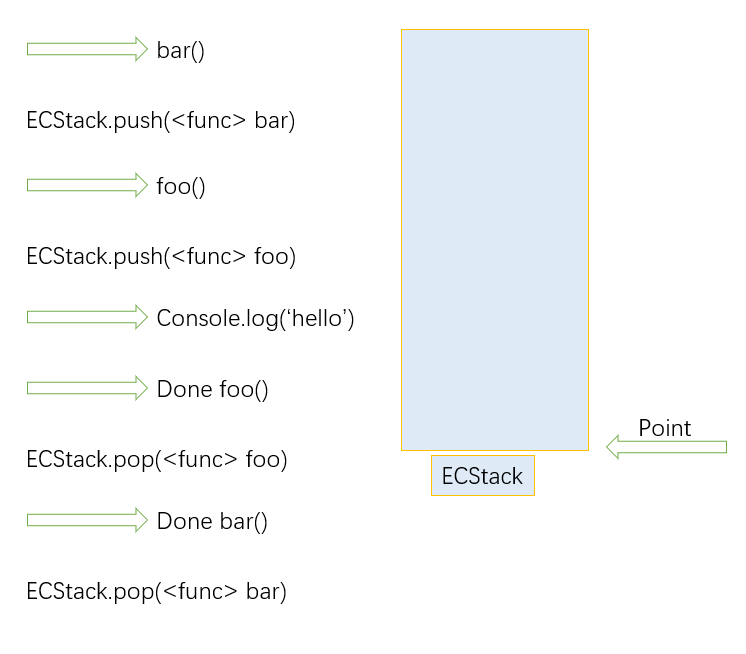 bar()
ECStack.push(<func> bar)
foo()
ECStack.push(<func> foo)
Console.log(‘hello’)
Done foo()
ECStack.pop(<func> foo)
Done bar()
ECStack.pop(<func> bar)
Point
ECStack